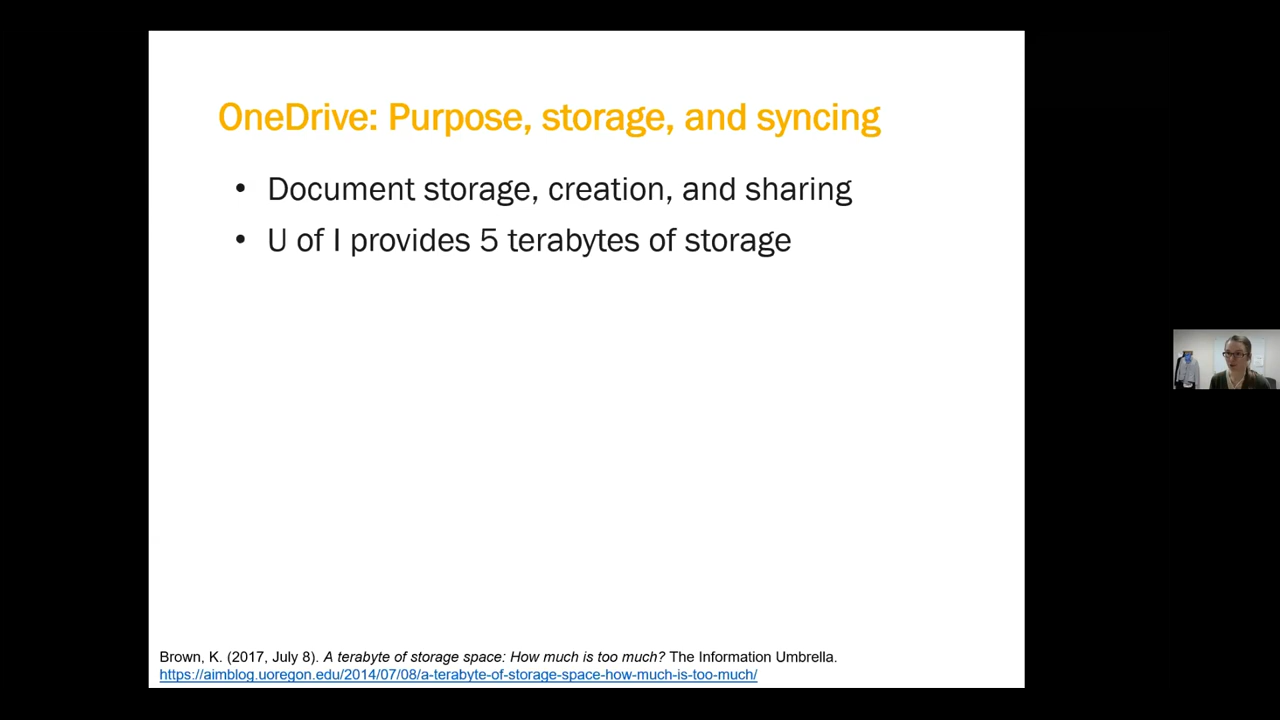 OneDrive: Purpose, storage, and syncing
• Document storage, creation, and sharing
• U of I provides 5 terabytes of storage
Brown, K. (2017, July 8). A terabyte of storage space: How much is too much? The Information Umbrella.
https://aimblog.uoregon.edu/2014/07/08/a-terabyte-of-storage-space-how-much-is-too-much/